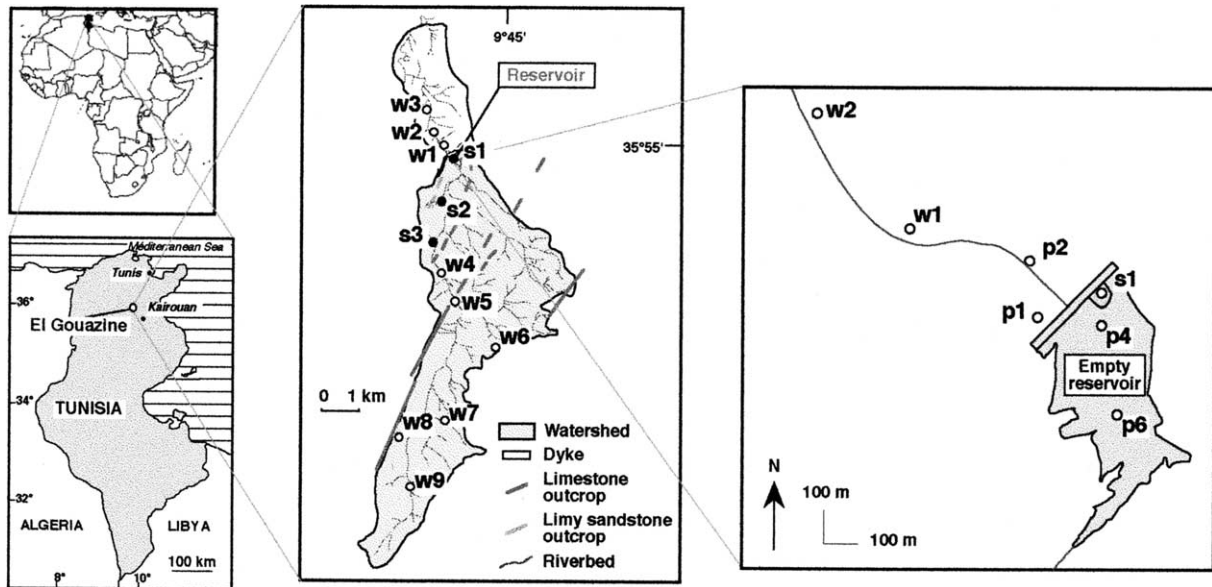 Méditerranean Sea
Tunis
Kairouan
36°
El Gouazine
34°
TUNISIA
32°
ALGERIA
LIBYA
100 km
8°
10°
9°45'
Reservoir
35°55'
w3
w2
w1
s1
s2
s3
w4
w5
w6
0 1 km
w7
w8
w9
Watershed
Dyke
Limestone
outcrop
Limy sandstone
outcrop
Riverbed
w2
w1
p2
s1
p1
p4
Empty
reservoir
p6
N
100 m
100 m